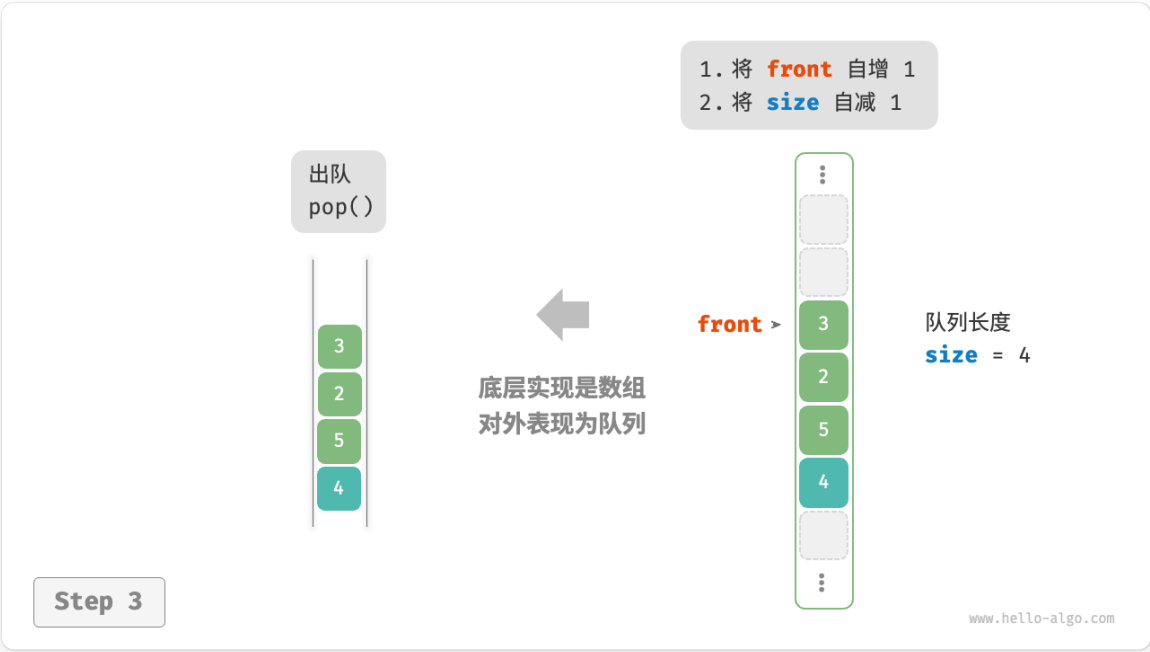 1. 将 front 自增 1
2. 将 size 自减 1
出队
pop()
3
2
5
4
底层实现是数组
对外表现为队列
front
3
2
5
4
队列长度
size = 4
Step 3
www.hello-algo.com